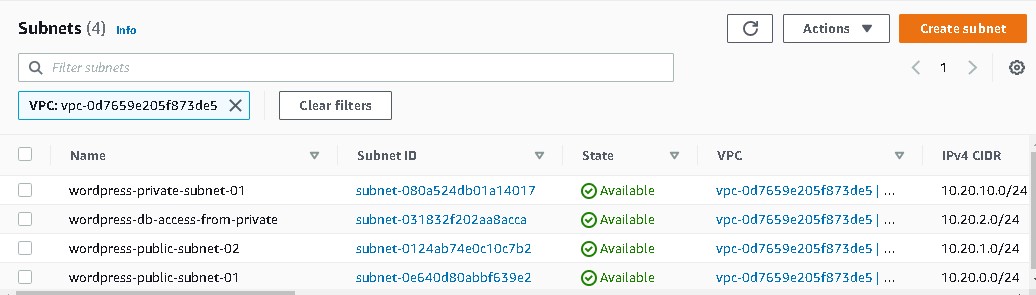 Subnets (4) Info Actions Create subnet
Filter subnets 1
VPC: vpc-0d7659e205f873de5 Clear filters
Name Subnet ID State VPC IPv4 CIDR
wordpress-private-subnet-01 subnet-080a524db01a14017 Available vpc-0d7659e205f873de5 | ... 10.20.10.0/24
wordpress-db-access-from-private subnet-031832f202aa8acca Available vpc-0d7659e205f873de5 | ... 10.20.2.0/24
wordpress-public-subnet-02 subnet-0124ab74e0c10c7b2 Available vpc-0d7659e205f873de5 | ... 10.20.1.0/24
wordpress-public-subnet-01 subnet-0e640d80abbf639e2 Available vpc-0d7659e205f873de5 | ... 10.20.0.0/24